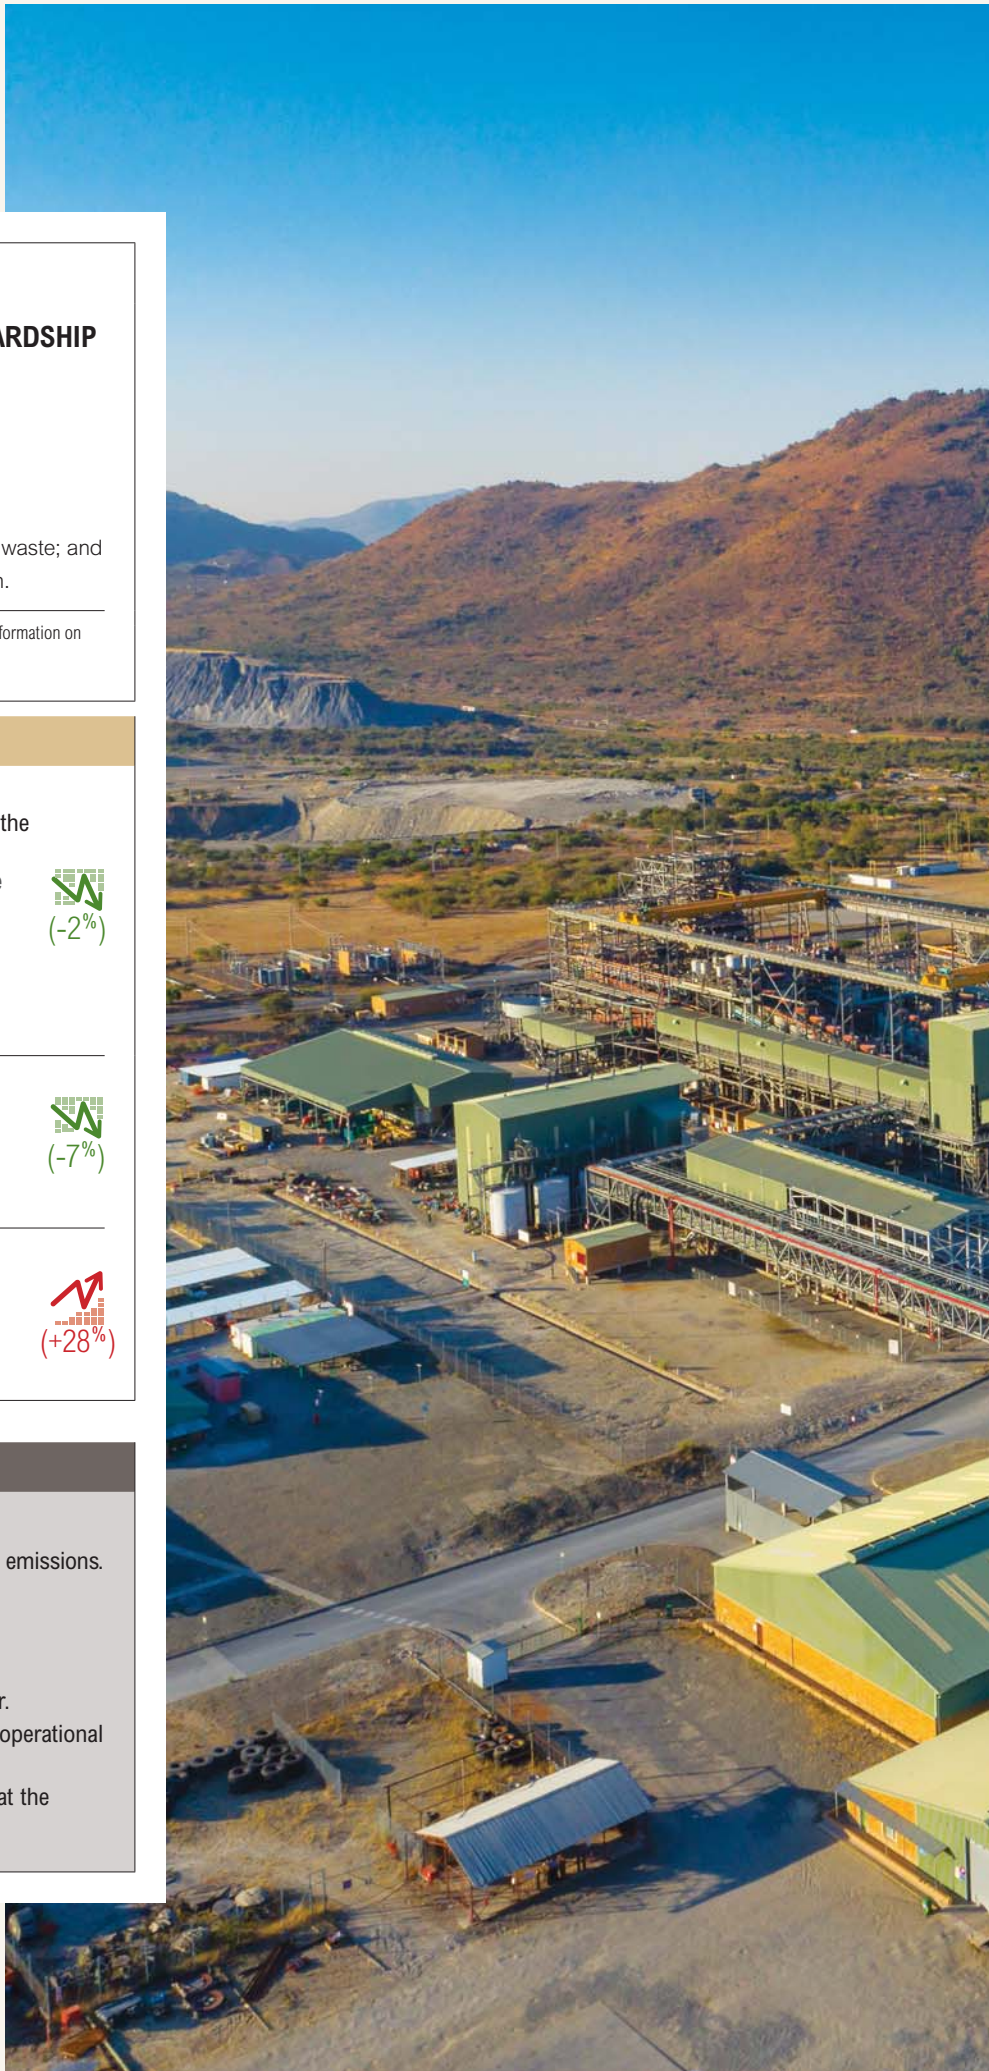 ARDSHIP
waste; and
n.
formation on
the
e
(-2%)
(-7%)
(+28%)
emissions.
r.
operational
at the